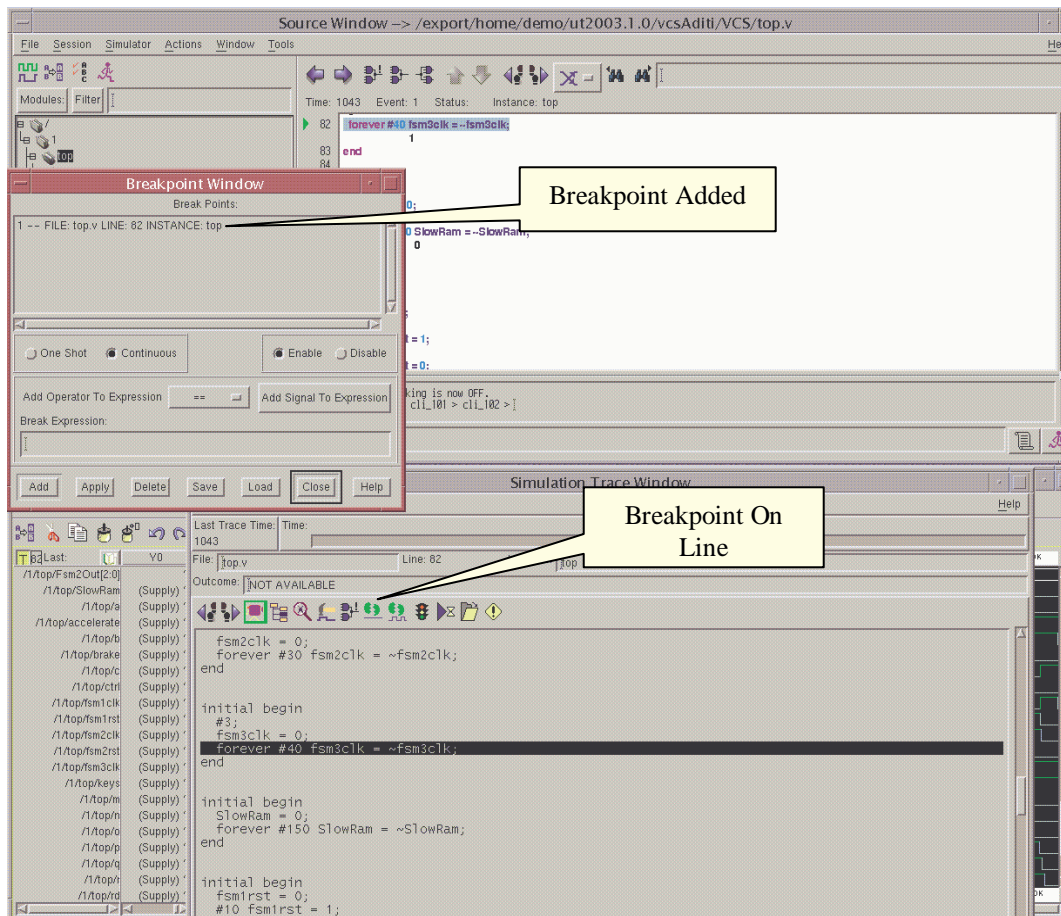 Source Window -> /export/home/demo/ut2003.1.0/vcsAditi/VCS/top.v
File Session Simulator Actions Window Tools He
Modules: Filter
Time: 1043 Event: 1 Status: Instance: top
/
1
top
82 forever #40 fsm3clk = ~fsm3clk;
1
83 end
84
0;
0 SlowRam = ~SlowRam;
0
t = 1;
t = 0:
king is now OFF.
cli_101 > cli_102 >
Breakpoint Added
Breakpoint Window
Break Points:
1 -- FILE: top.v LINE: 82 INSTANCE: top
One Shot Continuous Enable Disable
Add Operator To Expression == Add Signal To Expression
Break Expression:
Add Apply Delete Save Load Close Help
Simulation Trace Window
Help
Breakpoint On
Line
Last Trace Time: Time:
1043
File: top.v Line: 82 top
Outcome: NOT AVAILABLE
T 82 Last: Y0
/1/top/Fsm2Out[2:0]
/1/top/SlowRam (Supply)
/1/top/a (Supply)
/1/top/accelerate (Supply)
/1/top/b (Supply)
/1/top/brake (Supply)
/1/top/c (Supply)
/1/top/ctrl (Supply)
/1/top/fsm1clk (Supply)
/1/top/fsm1rst (Supply)
/1/top/fsm2clk (Supply)
/1/top/fsm2rst (Supply)
/1/top/fsm3clk (Supply)
/1/top/keys (Supply)
/1/top/m (Supply)
/1/top/n (Supply)
/1/top/o (Supply)
/1/top/p (Supply)
/1/top/q (Supply)
/1/top/r (Supply)
/1/top/rd (Supply)
fsm2clk = 0;
forever #30 fsm2clk = ~fsm2clk;
end
initial begin
#3;
fsm3clk = 0;
forever #40 fsm3clk = ~fsm3clk;
end
initial begin
SlowRam = 0;
forever #150 SlowRam = ~SlowRam;
end
initial begin
fsm1rst = 0;
#10 fsm1rst = 1;